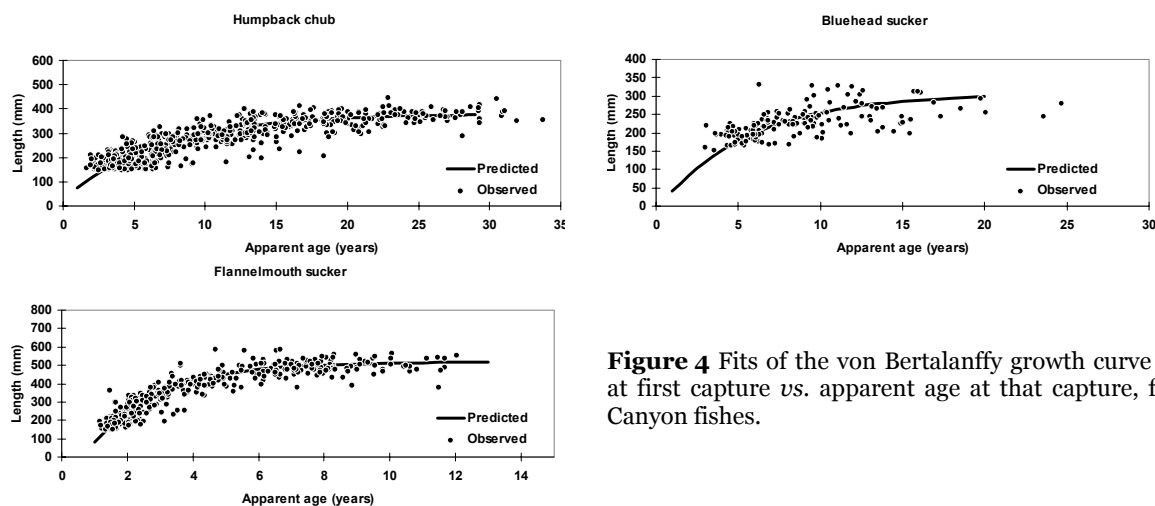 Humpback chub
600
500
400
300
200
100
0
Length (mm)
Predicted
Observed
0 5 10 15 20 25 30 35
Apparent age (years)
Bluehead sucker
400
350
300
250
200
150
100
50
0
Length (mm)
Predicted
Observed
0 5 10 15 20 25 30
Apparent age (years)
Flannelmouth sucker
800
700
600
500
400
300
200
100
0
Length (mm)
Predicted
Observed
0 2 4 6 8 10 12 14
Apparent age (years)
Figure 4 Fits of the von Bertalanffy growth curve
at first capture vs. apparent age at that capture, f
Canyon fishes.